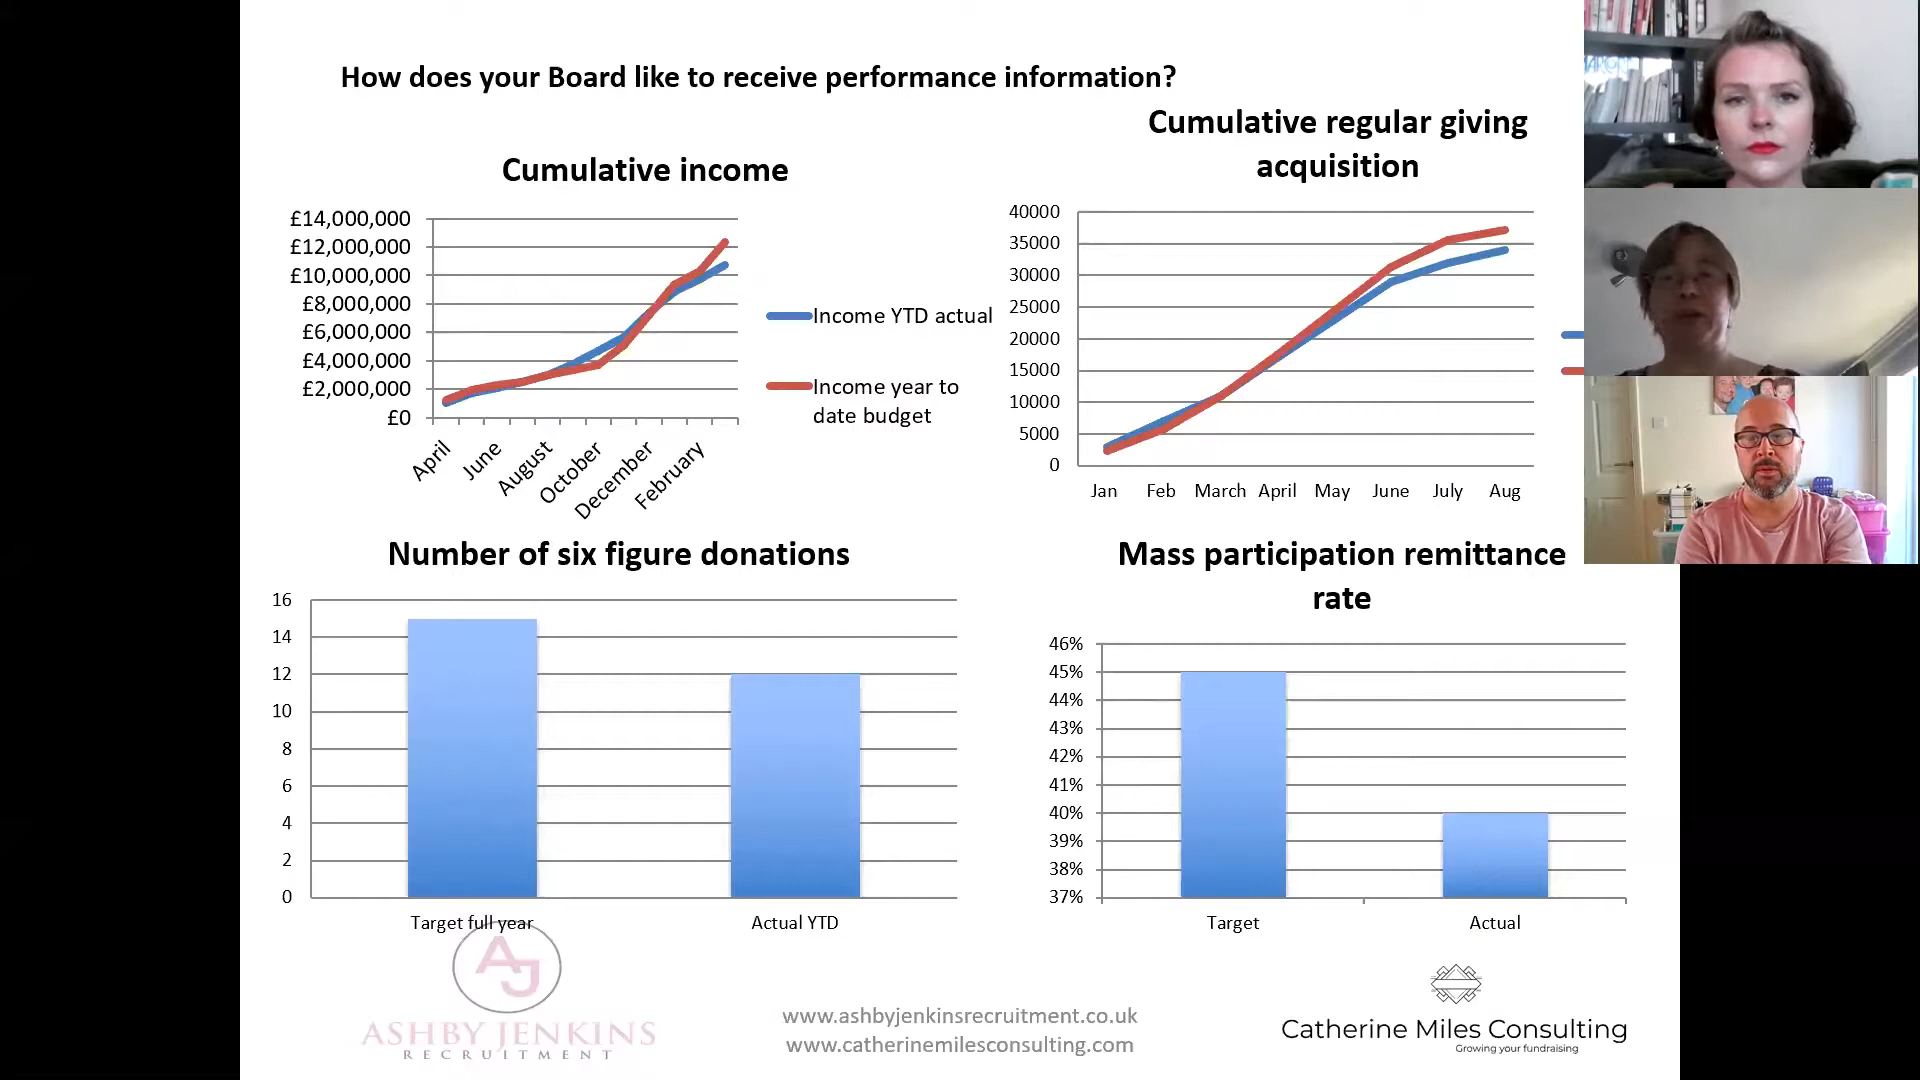 How does your Board like to receive performance information?
Cumulative income
£14,000,000
£12,000,000
£10,000,000
£8,000,000
£6,000,000
£4,000,000
£2,000,000
£0
April
June
August
October
December
February
Income YTD actual
Income year to
date budget
Cumulative regular giving
acquisition
40000
35000
30000
25000
20000
15000
10000
5000
0
Jan Feb March April May June July Aug
Number of six figure donations
16
14
12
10
8
6
4
2
0
Target full year Actual YTD
Mass participation remittance
rate
46%
45%
44%
43%
42%
41%
40%
39%
38%
37%
Target Actual
AJ
ASHBY JENKINS
RECRUITMENT
www.ashbyjenkinsrecruitment.co.uk
www.catherinemilesconsulting.com
Catherine Miles Consulting
Growing your fundraising